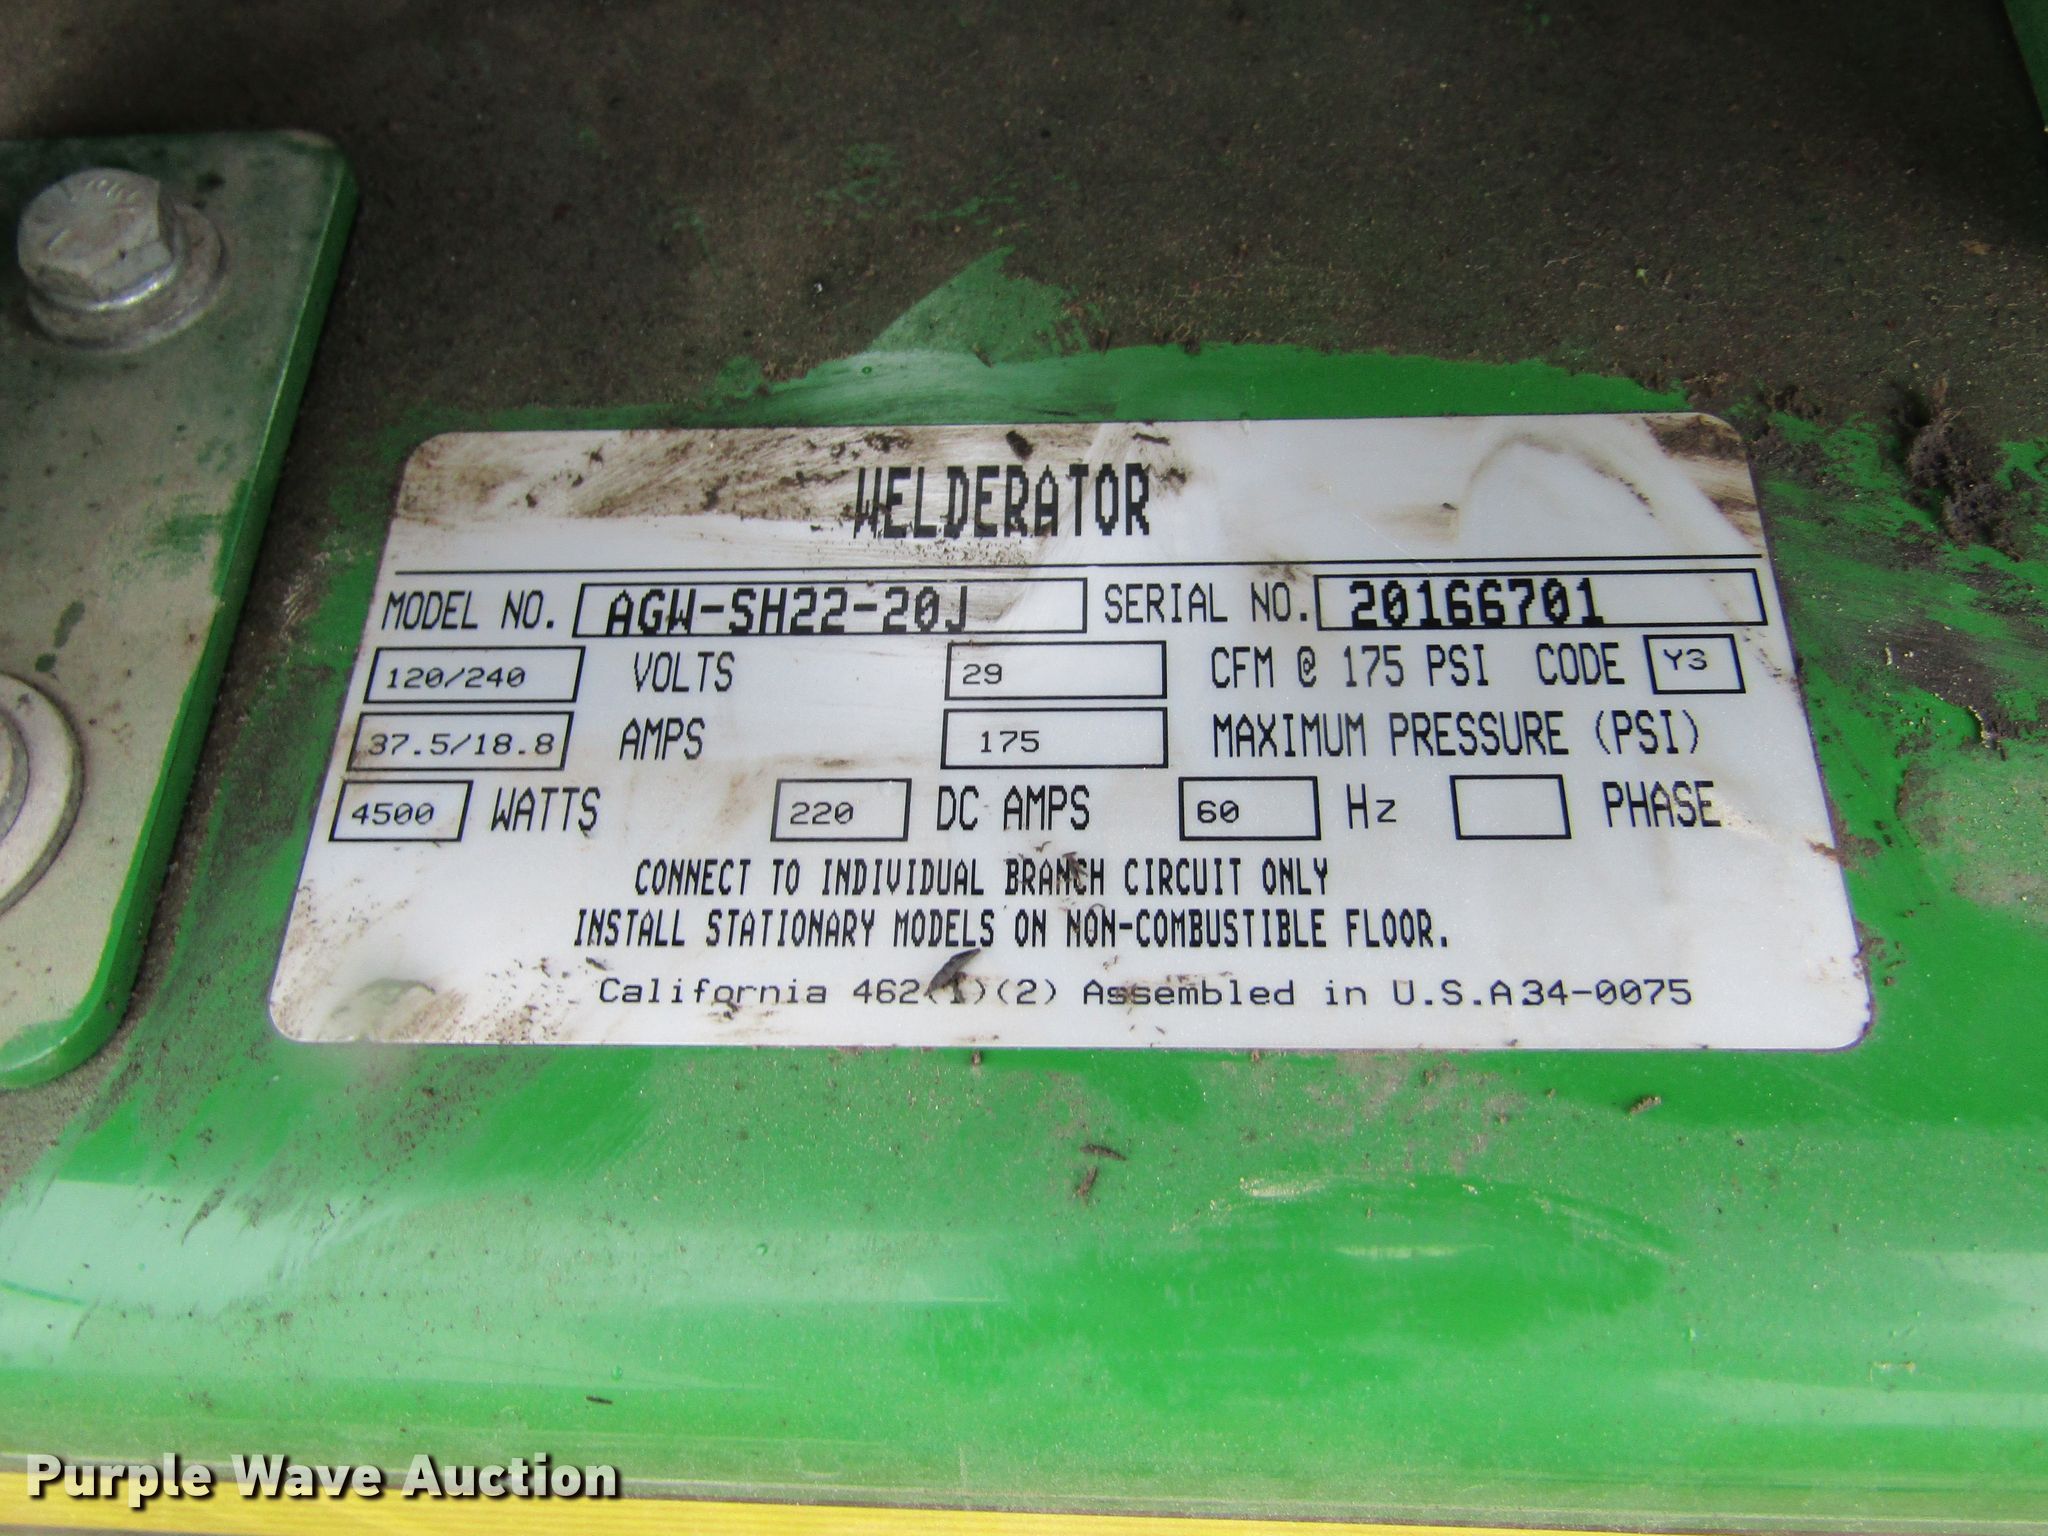 WELDERATOR
MODEL NO. AGW-SH22-20J SERIAL NO. 20166701
120/240 VOLTS 29 CFM @ 175 PSI CODE Y3
37.5/18.8 AMPS 175 MAXIMUM PRESSURE (PSI)
4500 WATTS 220 DC AMPS 60 Hz PHASE
CONNECT TO INDIVIDUAL BRANCH CIRCUIT ONLY
INSTALL STATIONARY MODELS ON NON-COMBUSTIBLE FLOOR.
California 462(1)(2) Assembled in U.S.A34-0075
Purple Wave Auction